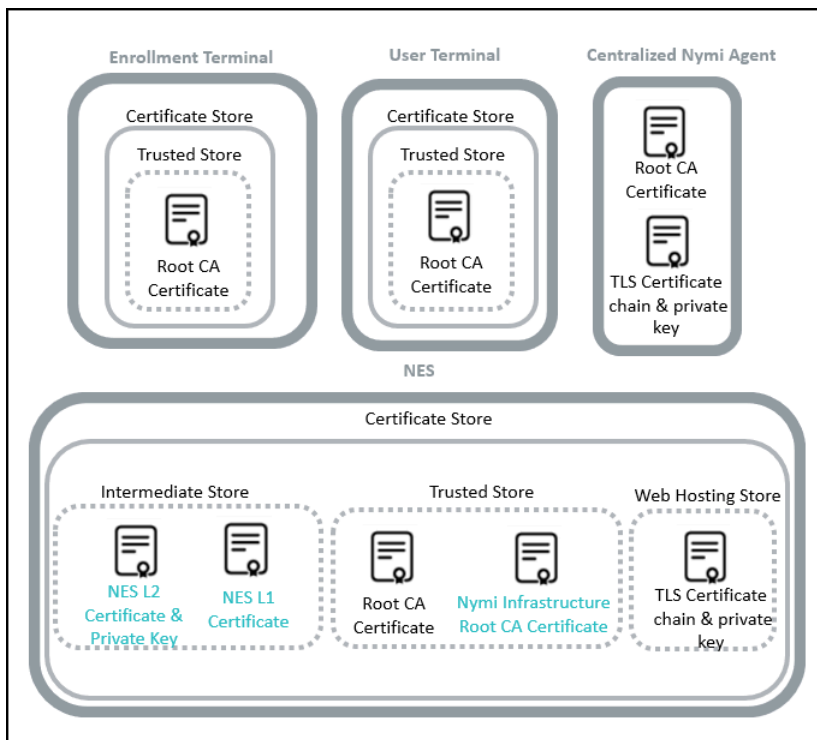 Enrollment Terminal
User Terminal
Centralized Nymi Agent
Certificate Store
Trusted Store
Root CA
Certificate
Certificate Store
Trusted Store
Root CA
Certificate
Root CA
Certificate
TLS Certificate
chain & private
key
NES
Certificate Store
Intermediate Store
NES L2
Certificate &
Private Key
NES L1
Certificate
Trusted Store
Root CA
Certificate
Nymi Infrastructure
Root CA Certificate
Web Hosting Store
TLS Certificate
chain & private
key